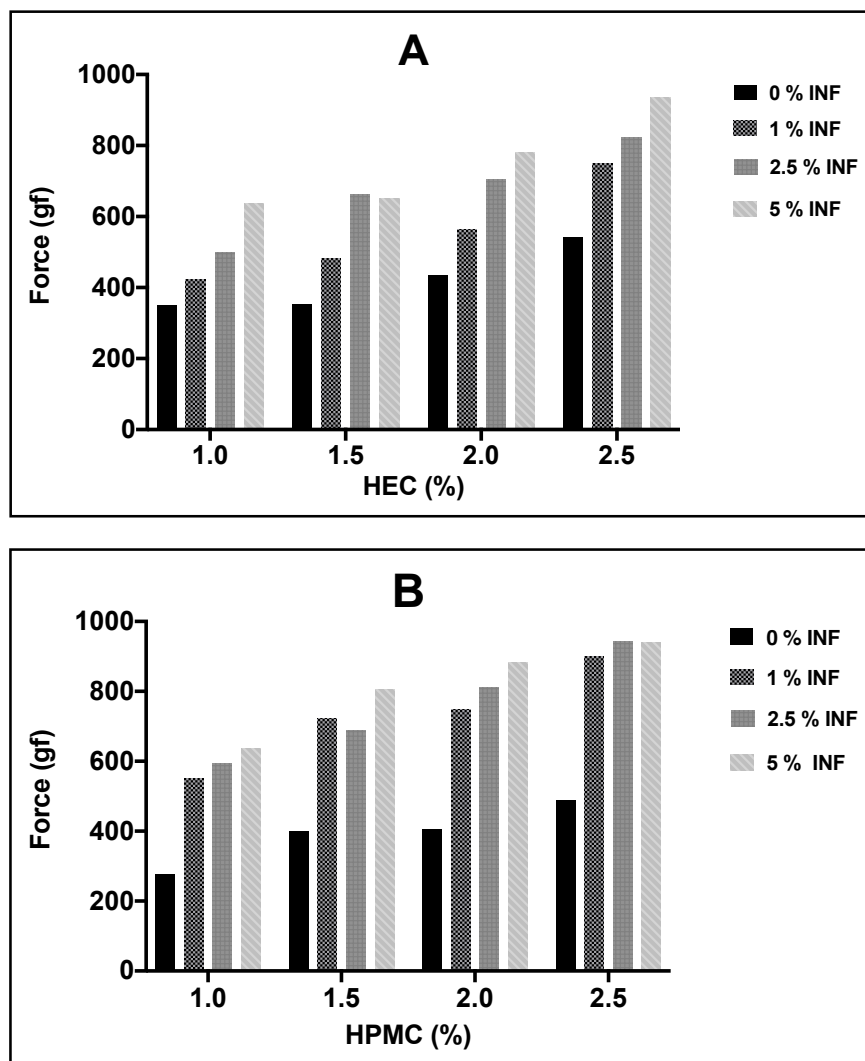 A
1000
800
600
400
200
0
Force (gf)
1.0 1.5 2.0 2.5
HEC (%)
0 % INF
1 % INF
2.5 % INF
5 % INF
B
1000
800
600
400
200
0
Force (gf)
1.0 1.5 2.0 2.5
HPMC (%)
0 % INF
1 % INF
2.5 % INF
5 %  INF